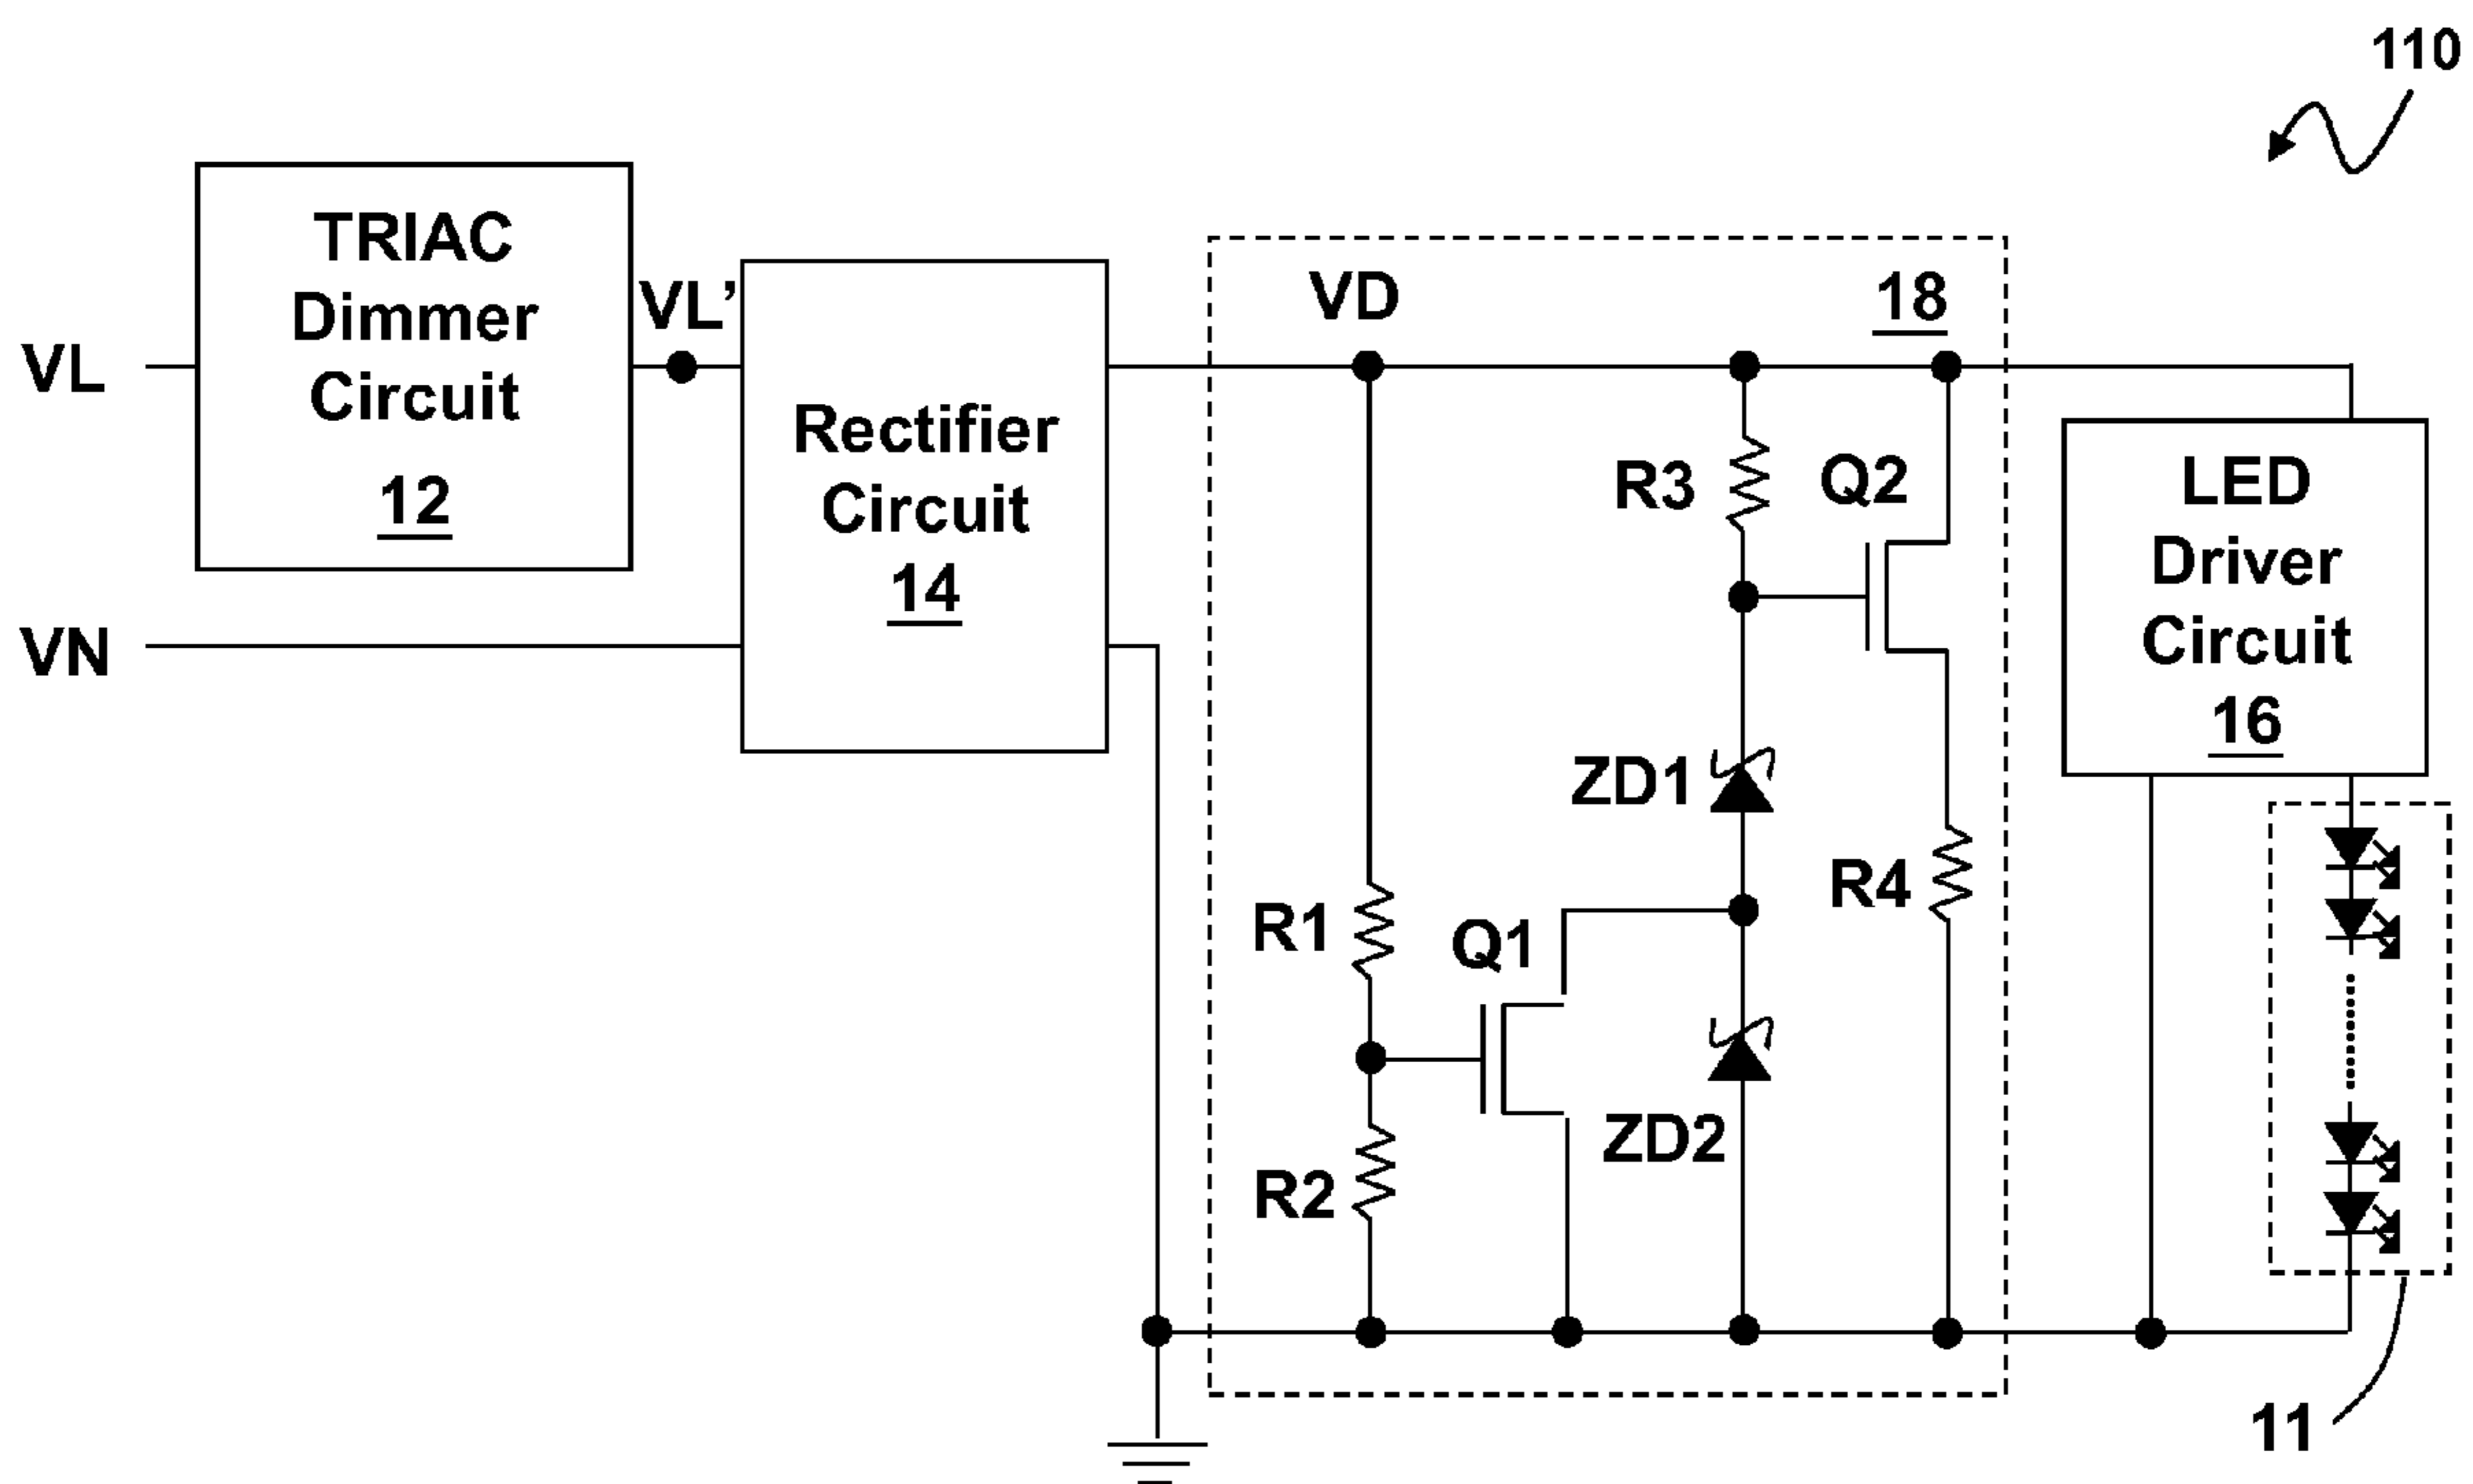 110
TRIAC
Dimmer
Circuit
12
VL
VL’
VN
Rectifier
Circuit
14
VD
18
R3
Q2
ZD1
R4
R1
Q1
ZD2
R2
LED
Driver
Circuit
16
11